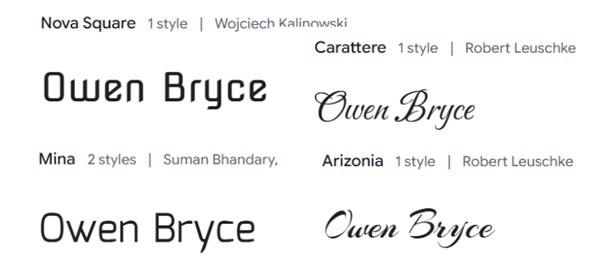 Nova Square 1 style | Wojciech Kalinowski
Carattere 1 style | Robert Leuschke
Owen Bryce
Owen Bryce
Mina 2 styles | Suman Bhandary,
Arizonia 1 style | Robert Leuschke
Owen Bryce
Owen Bryce